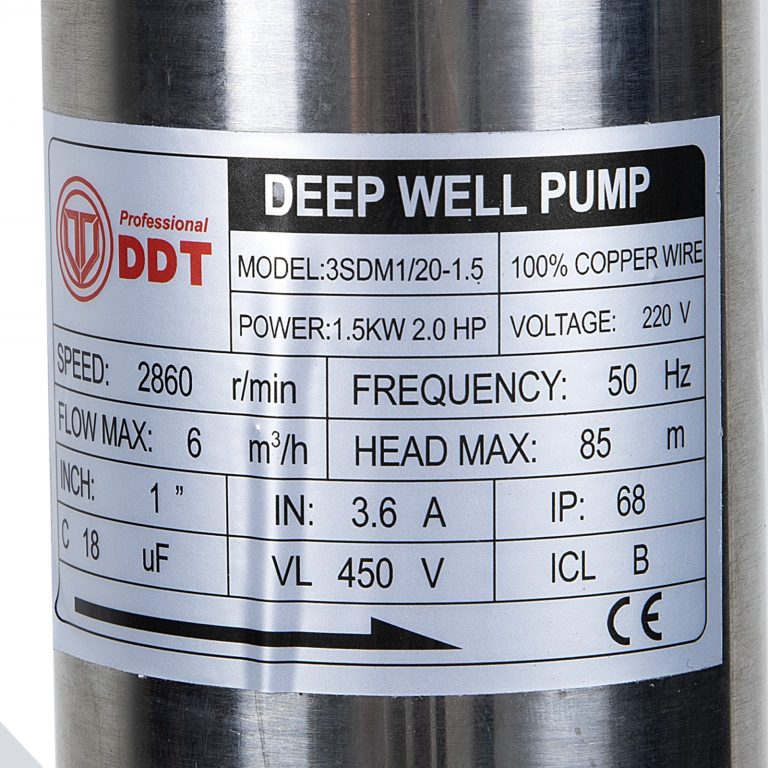 DEEP WELL PUMP
Professional
DDT
MODEL:3SDM1/20-1.5
100% COPPER WIRE
POWER:1.5KW 2.0 HP
VOLTAGE: 220 V
SPEED: 2860 r/min
FREQUENCY: 50 Hz
FLOW MAX: 6 m³/h
HEAD MAX: 85 m
INCH: 1 ”
IN: 3.6 A
IP: 68
C 18 uF
VL 450 V
ICL B
CE